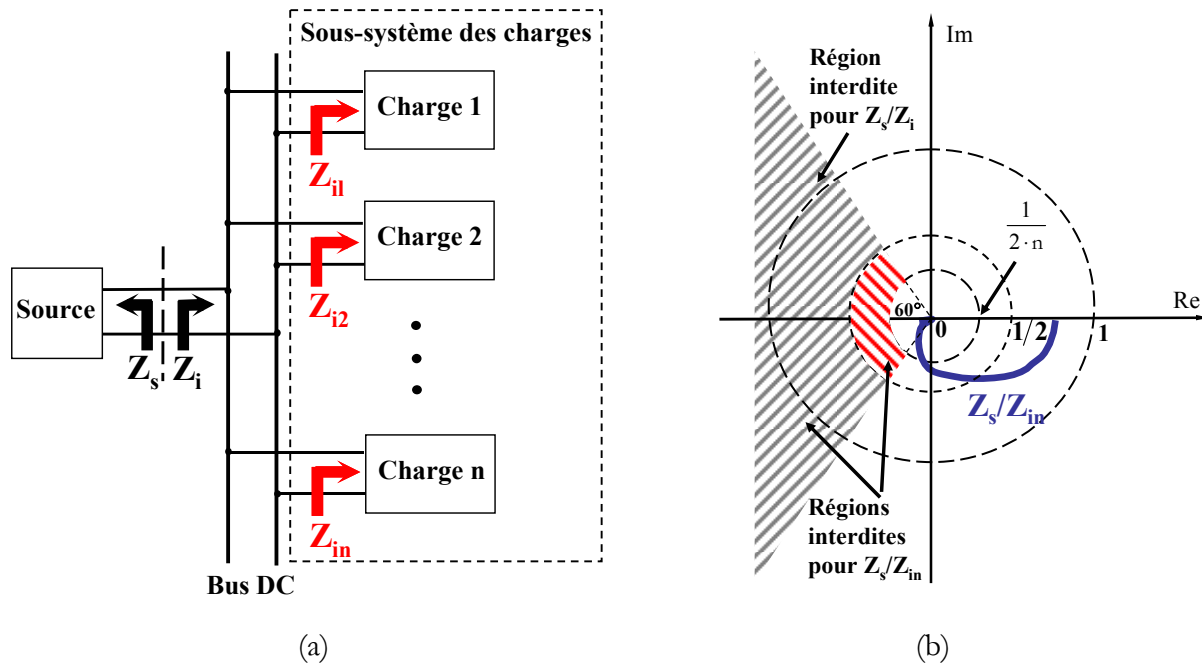 Sous-système des charges
Charge 1
Z_il
Charge 2
Z_i2
Source
Z_s
Z_i
Charge n
Z_in
Bus DC
(a)
Im
Région
interdite
pour Z_s/Z_i
1
2 · n
Re
60°
0
1/2
1
Z_s/Z_in
Régions
interdites
pour Z_s/Z_in
(b)